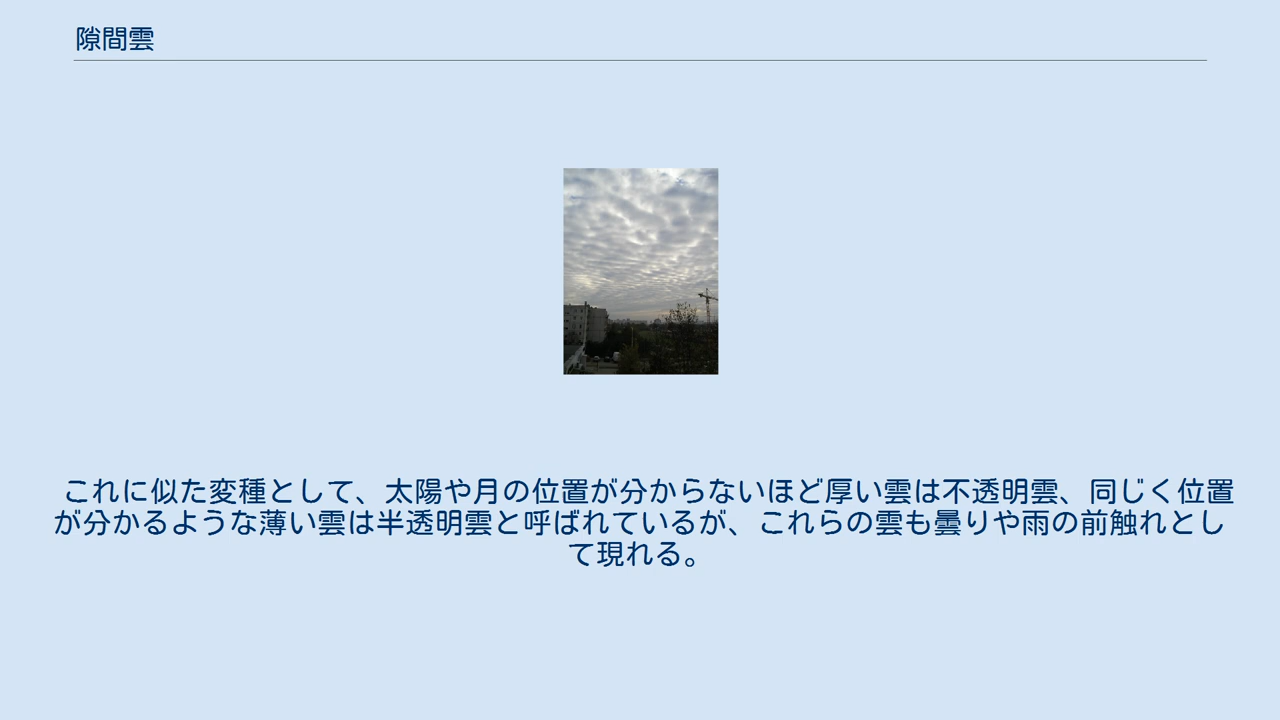 隙間雲
これに似た変種として、太陽や月の位置が分からないほど厚い雲は不透明雲、同じく位置
が分かるような薄い雲は半透明雲と呼ばれているが、これらの雲も曇りや雨の前触れとし
て現れる。